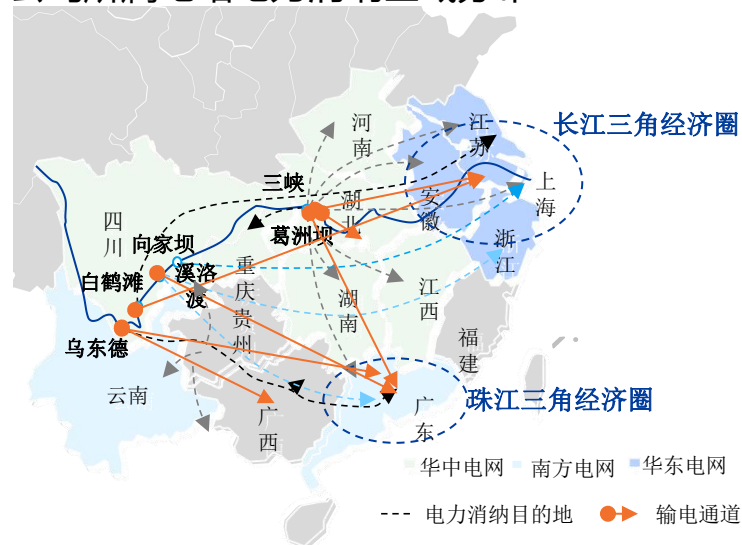 河南
江苏
长江三角经济圈
三峡
湖北
安徽
上海
四川
向家坝
葛洲坝
浙江
白鹤滩
溪洛渡
重庆
湖南
江西
乌东德
贵州
福建
云南
广西
广东
珠江三角经济圈
华中电网
南方电网
华东电网
电力消纳目的地
输电通道